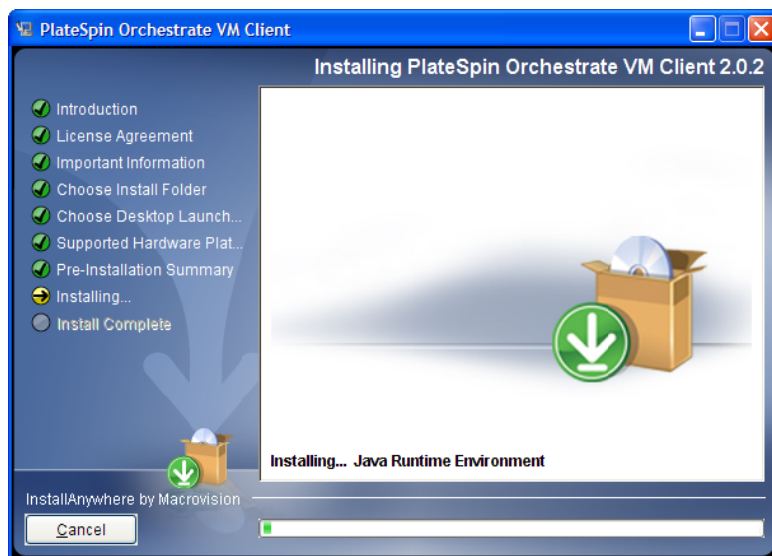 PlateSpin Orchestrate VM Client
Installing PlateSpin Orchestrate VM Client 2.0.2
Introduction
License Agreement
Important Information
Choose Install Folder
Choose Desktop Launch...
Supported Hardware Plat...
Pre-Installation Summary
Installing...
Install Complete
Installing... Java Runtime Environment
InstallAnywhere by Macrovision
Cancel